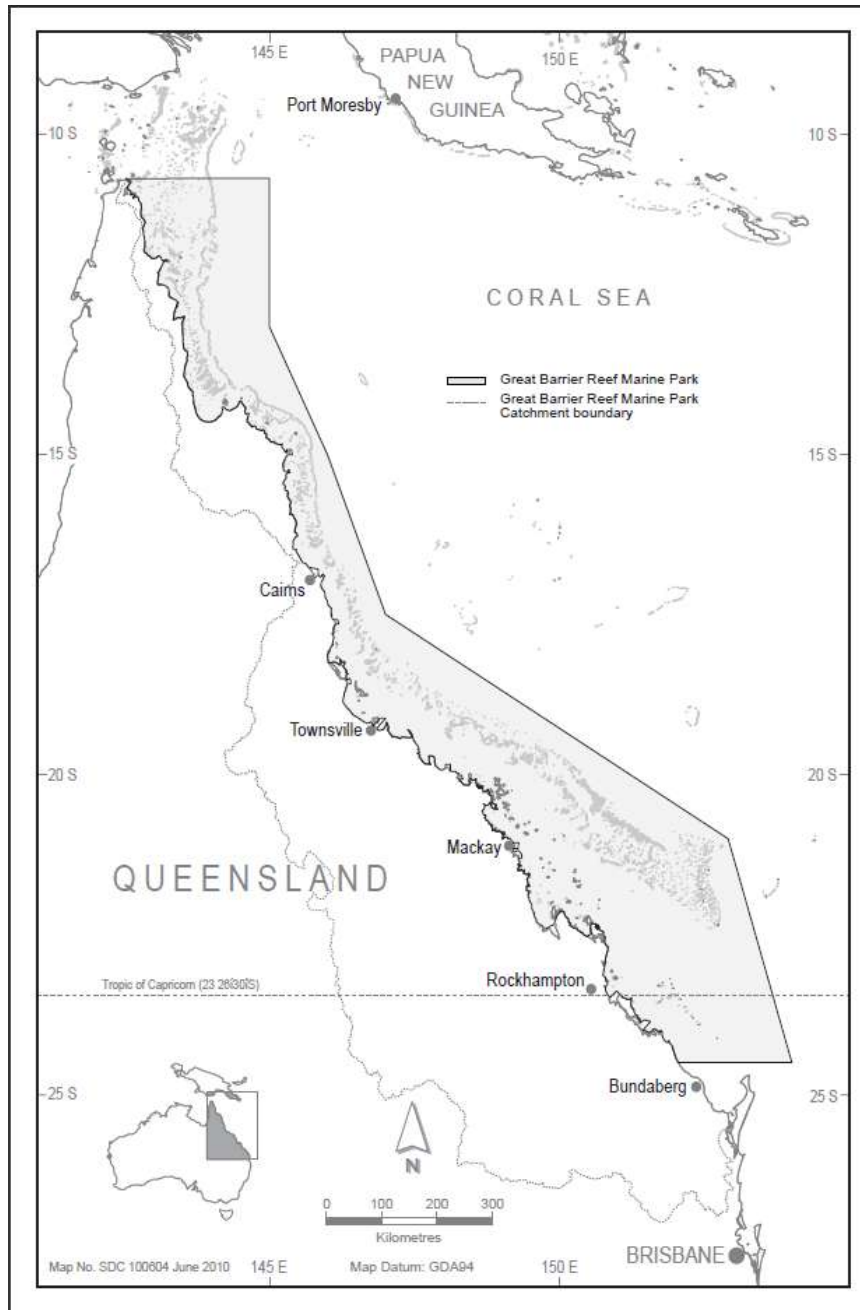 145 E
150 E
PAPUA
NEW
GUINEA
Port Moresby
10 S
10 S
CORAL SEA
Great Barrier Reef Marine Park
Great Barrier Reef Marine Park
Catchment boundary
15 S
15 S
Cairns
Townsville
20 S
20 S
Mackay
QUEENSLAND
Tropic of Capricorn (23 26ï30ïS)
Rockhampton
Bundaberg
25 S
25 S
N
0 100 200 300
Kilometres
BRISBANE
Map No. SDC 100604 June 2010
145 E
Map Datum: GDA94
150 E